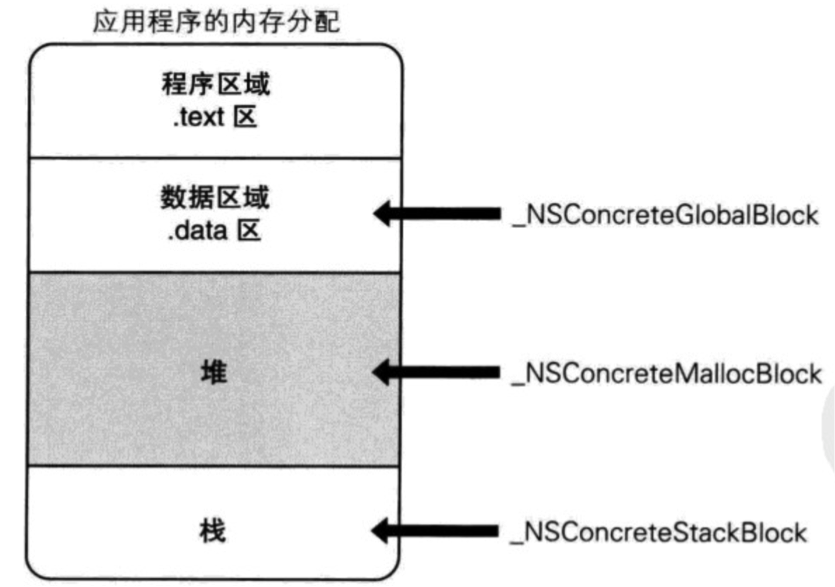 应用程序的内存分配
程序区域
.text 区
数据区域
.data 区
_NSConcreteGlobalBlock
堆
_NSConcreteMallocBlock
栈
_NSConcreteStackBlock